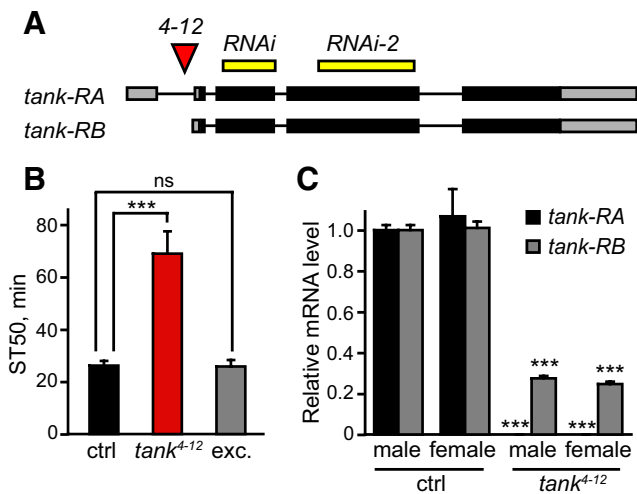 A
4-12
RNAi
RNAi-2
tank-RA
tank-RB
B
ns
***
ST50, min
80
60
40
20
0
ctrl
tank4-12
exc.
C
tank-RA
tank-RB
Relative mRNA level
1.0
0.8
0.6
0.4
0.2
0
***
***
***
***
male female male female
ctrl
tank4-12